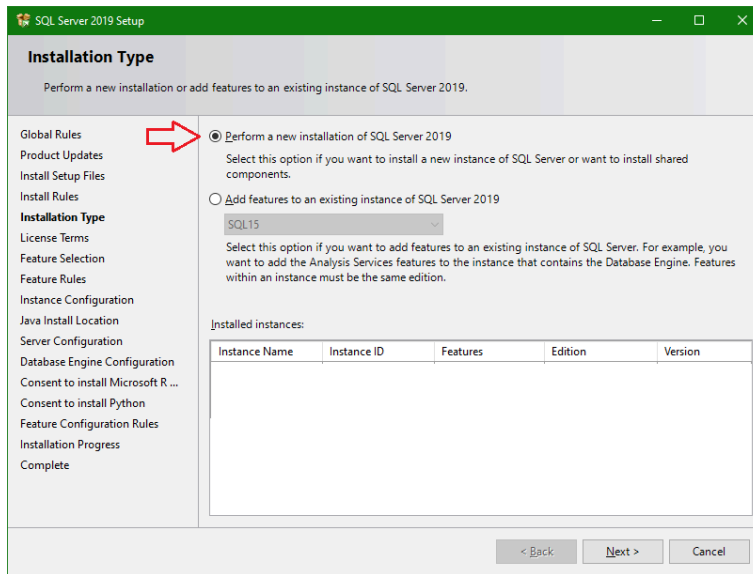 SQL Server 2019 Setup
Installation Type
Perform a new installation or add features to an existing instance of SQL Server 2019.
Global Rules
Product Updates
Install Setup Files
Install Rules
Installation Type
License Terms
Feature Selection
Feature Rules
Instance Configuration
Java Install Location
Server Configuration
Database Engine Configuration
Consent to install Microsoft R ...
Consent to install Python
Feature Configuration Rules
Installation Progress
Complete
Perform a new installation of SQL Server 2019
Select this option if you want to install a new instance of SQL Server or want to install shared
components.
Add features to an existing instance of SQL Server 2019
SQL15
Select this option if you want to add features to an existing instance of SQL Server. For example, you
want to add the Analysis Services features to the instance that contains the Database Engine. Features
within an instance must be the same edition.
Installed instances:
Instance Name Instance ID Features Edition Version
< Back Next > Cancel